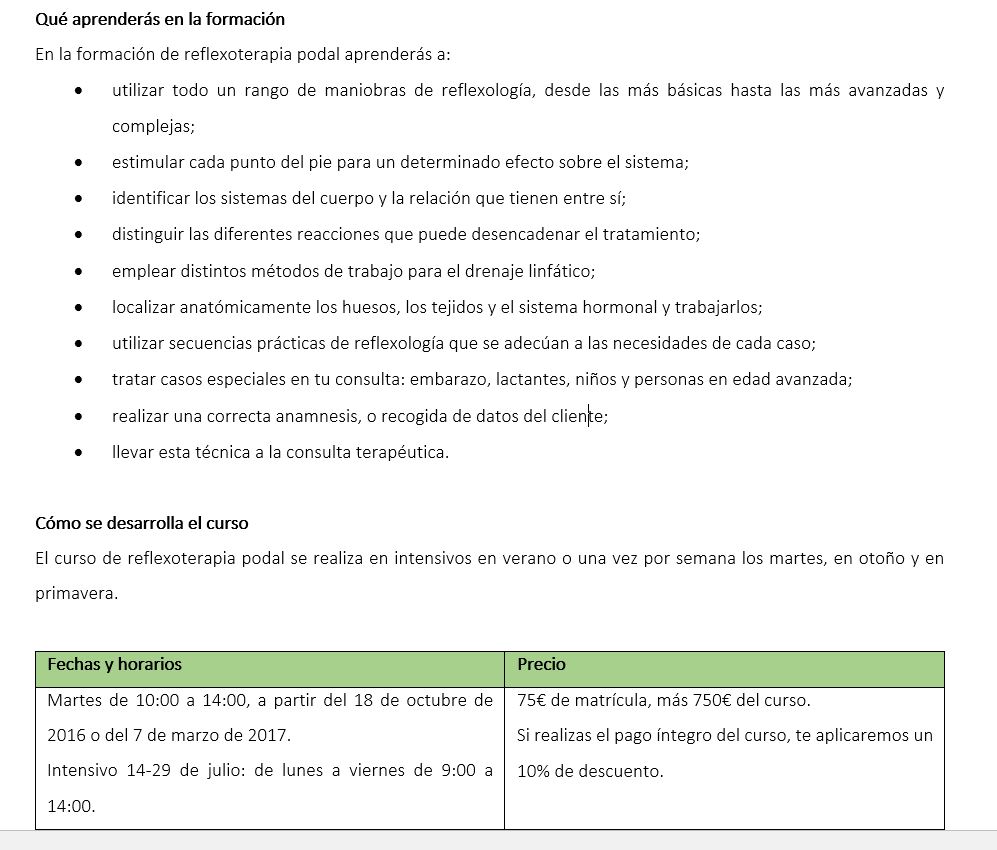 Qué aprenderás en la formación
En la formación de reflexoterapia podal aprenderás a:
• utilizar todo un rango de maniobras de reflexología, desde las más básicas hasta las más avanzadas y
complejas;
• estimular cada punto del pie para un determinado efecto sobre el sistema;
• identificar los sistemas del cuerpo y la relación que tienen entre sí;
• distinguir las diferentes reacciones que puede desencadenar el tratamiento;
• emplear distintos métodos de trabajo para el drenaje linfático;
• localizar anatómicamente los huesos, los tejidos y el sistema hormonal y trabajarlos;
• utilizar secuencias prácticas de reflexología que se adecúan a las necesidades de cada caso;
• tratar casos especiales en tu consulta: embarazo, lactantes, niños y personas en edad avanzada;
• realizar una correcta anamnesis, o recogida de datos del cliente;
• llevar esta técnica a la consulta terapéutica.
Cómo se desarrolla el curso
El curso de reflexoterapia podal se realiza en intensivos en verano o una vez por semana los martes, en otoño y en
primavera.
Fechas y horarios
Martes de 10:00 a 14:00, a partir del 18 de octubre de
2016 o del 7 de marzo de 2017.
Intensivo 14-29 de julio: de lunes a viernes de 9:00 a
14:00.
Precio
75€ de matrícula, más 750€ del curso.
Si realizas el pago íntegro del curso, te aplicaremos un
10% de descuento.